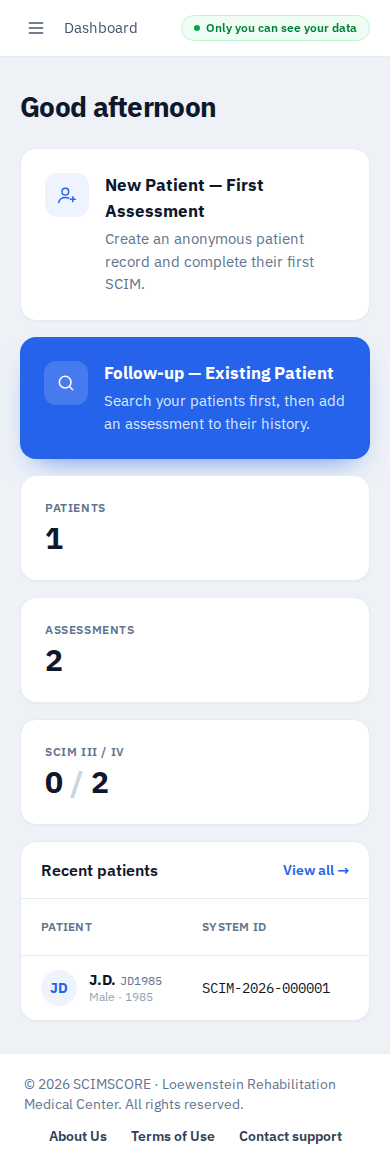 Dashboard
Only you can see your data
Good afternoon
New Patient — First
Assessment
Create an anonymous patient
record and complete their first
SCIM.
Follow-up — Existing Patient
Search your patients first, then add
an assessment to their history.
PATIENTS
1
ASSESSMENTS
2
SCIM III / IV
0 / 2
Recent patients
View all →
PATIENT SYSTEM ID
JD J.D. JD1985 SCIM-2026-000001
Male · 1985
© 2026 SCIMSCORE · Loewenstein Rehabilitation
Medical Center. All rights reserved.
About Us Terms of Use Contact support